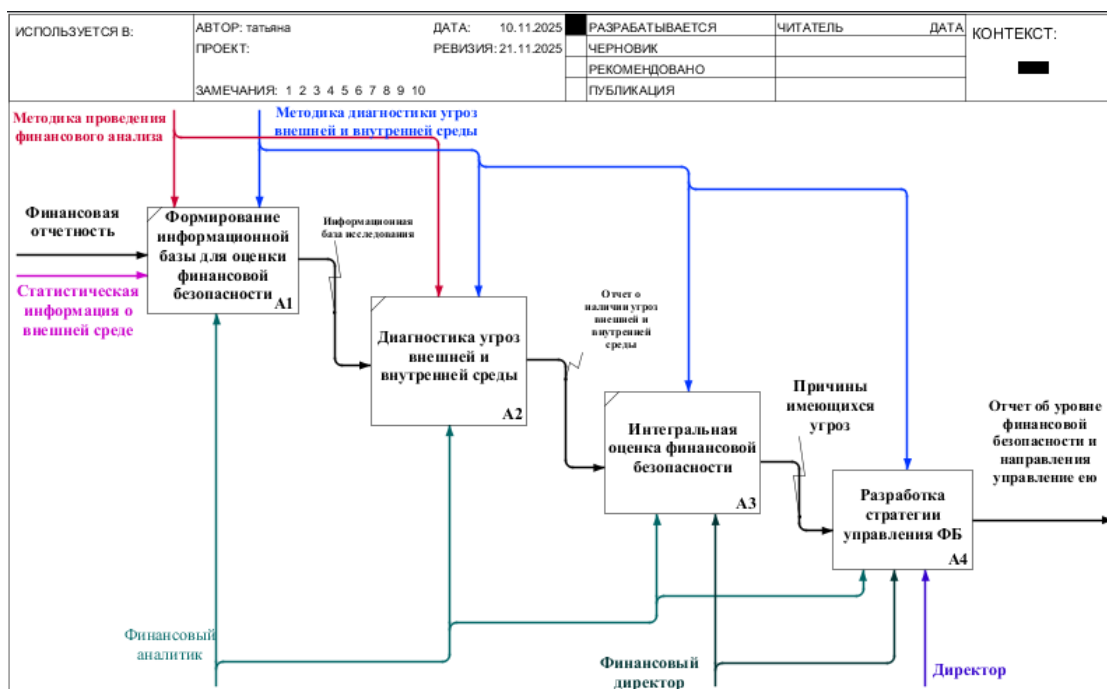 ИСПОЛЬЗУЕТСЯ В:
АВТОР: татьяна
ДАТА: 10.11.2025
ПРОЕКТ:
РЕВИЗИЯ: 21.11.2025
ЗАМЕЧАНИЯ: 1 2 3 4 5 6 7 8 9 10
РАЗРАБАТЫВАЕТСЯ
ЧЕРНОВИК
РЕКОМЕНДОВАНО
ПУБЛИКАЦИЯ
ЧИТАТЕЛЬ
ДАТА
КОНТЕКСТ:
Методика проведения
финансового анализа
Методика диагностики угроз
внешней и внутренней среды
Финансовая
отчетность
Статистическая
информация о
внешней среде
Формирование
информационной
базы для оценки
финансовой
безопасности
A1
Информационная
база исследования
Диагностика угроз
внешней и
внутренней среды
A2
Отчет о
наличии угроз
внешней и
внутренней
среды
Интегральная
оценка финансовой
безопасности
A3
Причины
имеющихся
угроз
Разработка
стратегии
управления ФБ
A4
Отчет об уровне
финансовой
безопасности и
направления
управление ею
Финансовый
аналитик
Финансовый
директор
Директор